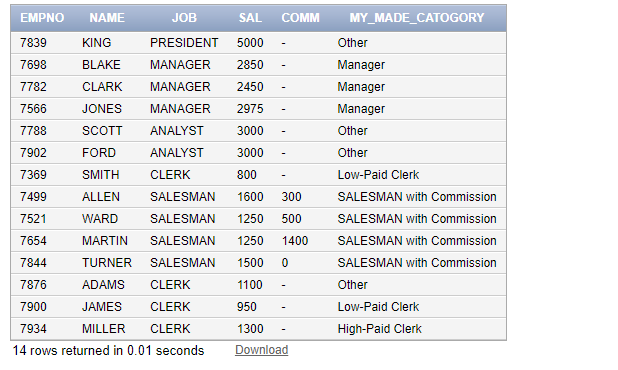 EMPNO NAME JOB SAL COMM MY_MADE_CATOGORY
7839 KING PRESIDENT 5000 - Other
7698 BLAKE MANAGER 2850 - Manager
7782 CLARK MANAGER 2450 - Manager
7566 JONES MANAGER 2975 - Manager
7788 SCOTT ANALYST 3000 - Other
7902 FORD ANALYST 3000 - Other
7369 SMITH CLERK 800 - Low-Paid Clerk
7499 ALLEN SALESMAN 1600 300 SALESMAN with Commission
7521 WARD SALESMAN 1250 500 SALESMAN with Commission
7654 MARTIN SALESMAN 1250 1400 SALESMAN with Commission
7844 TURNER SALESMAN 1500 0 SALESMAN with Commission
7876 ADAMS CLERK 1100 - Other
7900 JAMES CLERK 950 - Low-Paid Clerk
7934 MILLER CLERK 1300 - High-Paid Clerk
14 rows returned in 0.01 seconds Download